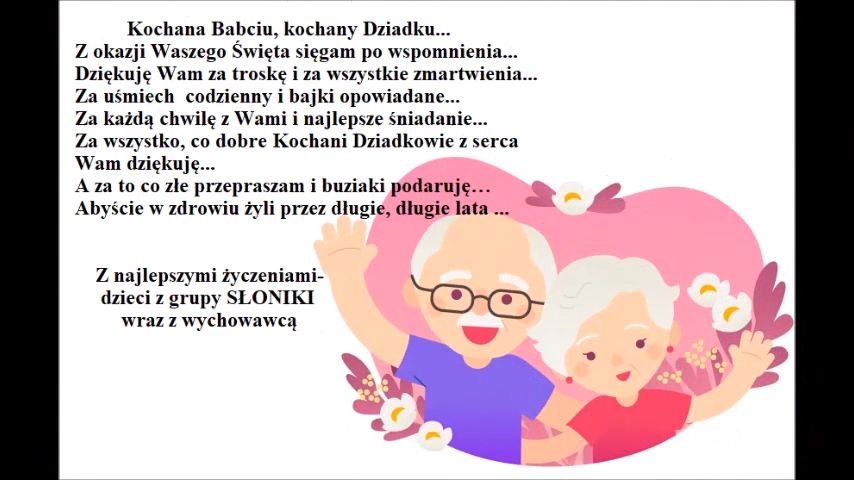 Kochana Babciu, kochany Dziadku...
Z okazji Waszego Święta sięgam po wspomnienia...
Dziękuję Wam za troskę i za wszystkie zmartwienia...
Za uśmiech codzienny i bajki opowiadane...
Za każdą chwilę z Wami i najlepsze śniadanie...
Za wszystko, co dobre Kochani Dziadkowie z serca
Wam dziękuję...
A za to co złe przepraszam i buziaki podaruję...
Abyście w zdrowiu żyli przez długie, długie lata ...
Z najlepszymi życzeniami-
dzieci z grupy SŁONIKI
wraz z wychowawcą